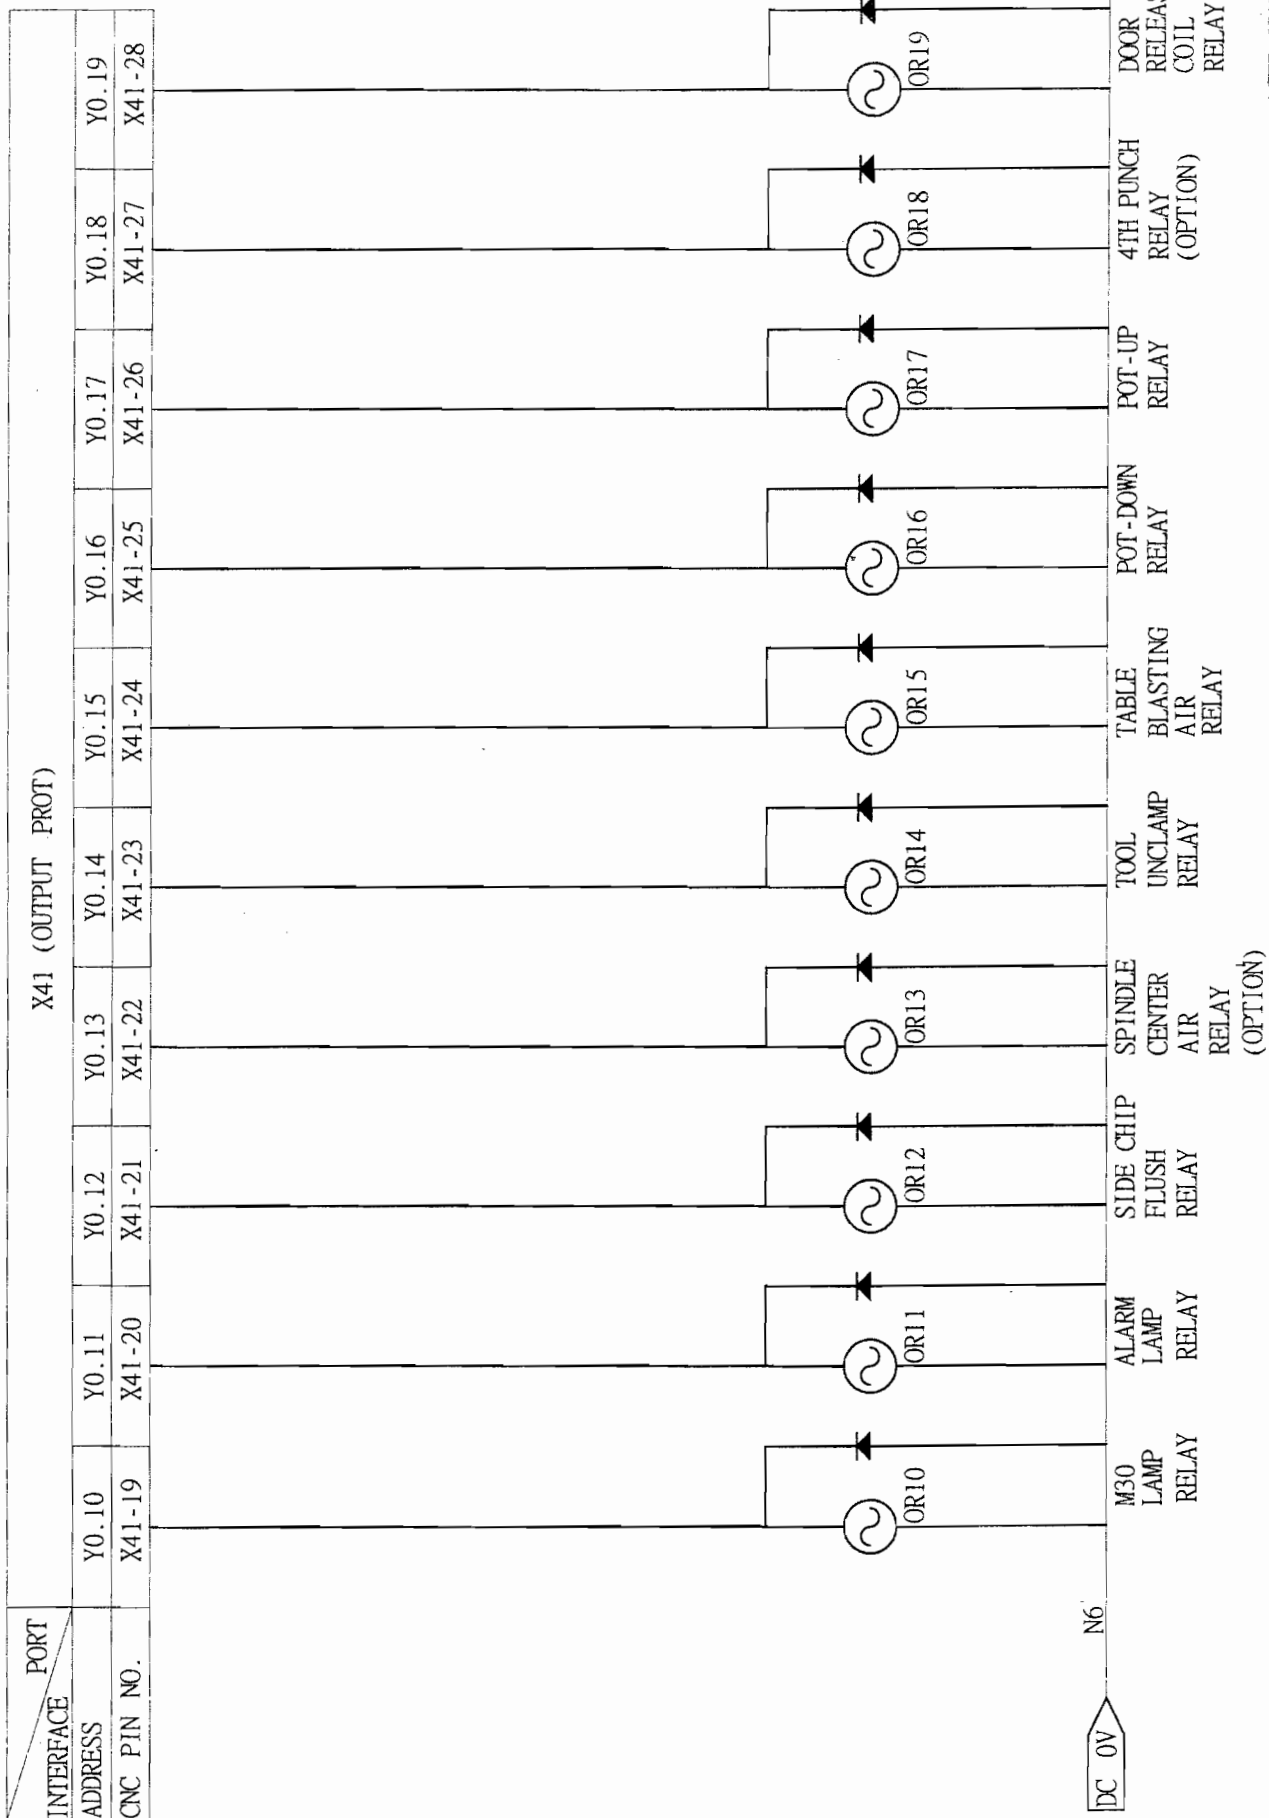 PORT
INTERFACE
X41 (OUTPUT PROT)
ADDRESS Y0.10 Y0.11 Y0.12 Y0.13 Y0.14 Y0.15 Y0.16 Y0.17 Y0.18 Y0.19
CNC PIN NO. X41-19 X41-20 X41-21 X41-22 X41-23 X41-24 X41-25 X41-26 X41-27 X41-28
OR10 OR11 OR12 OR13 OR14 OR15 OR16 OR17 OR18 OR19
DC 0V
N6
M30
LAMP
RELAY
ALARM
LAMP
RELAY
SIDE CHIP
FLUSH
RELAY
SPINDLE
CENTER
AIR
RELAY
(OPTION)
TOOL
UNCLAMP
RELAY
TABLE
BLASTING
AIR
RELAY
POT-DOWN
RELAY
POT-UP
RELAY
4TH PUNCH
RELAY
(OPTION)
DOOR
RELEAS
COIL
RELAY